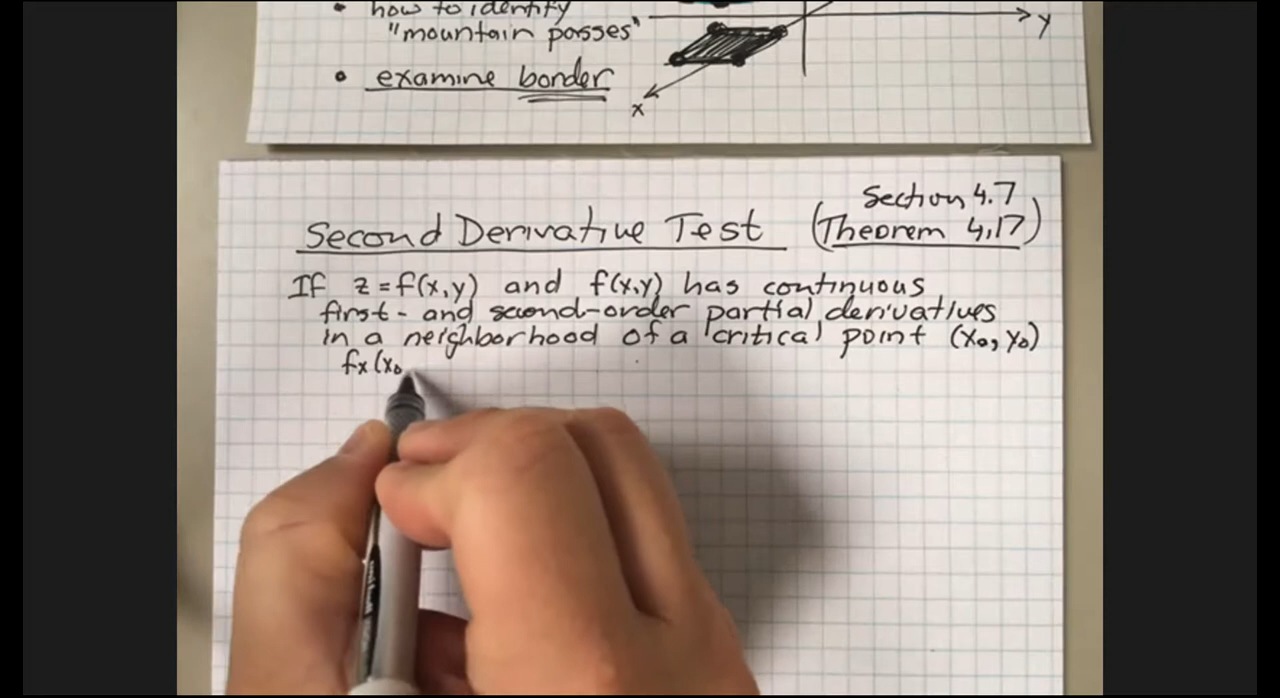 • how to identify
"mountain passes"
• examine border
y
x
Section 4.7
Second Derivative Test (Theorem 4.17)
If z = f(x,y) and f(x,y) has continuous
first- and second-order partial derivatives
in a neighborhood of a critical point (x₀, y₀)
fx(x₀